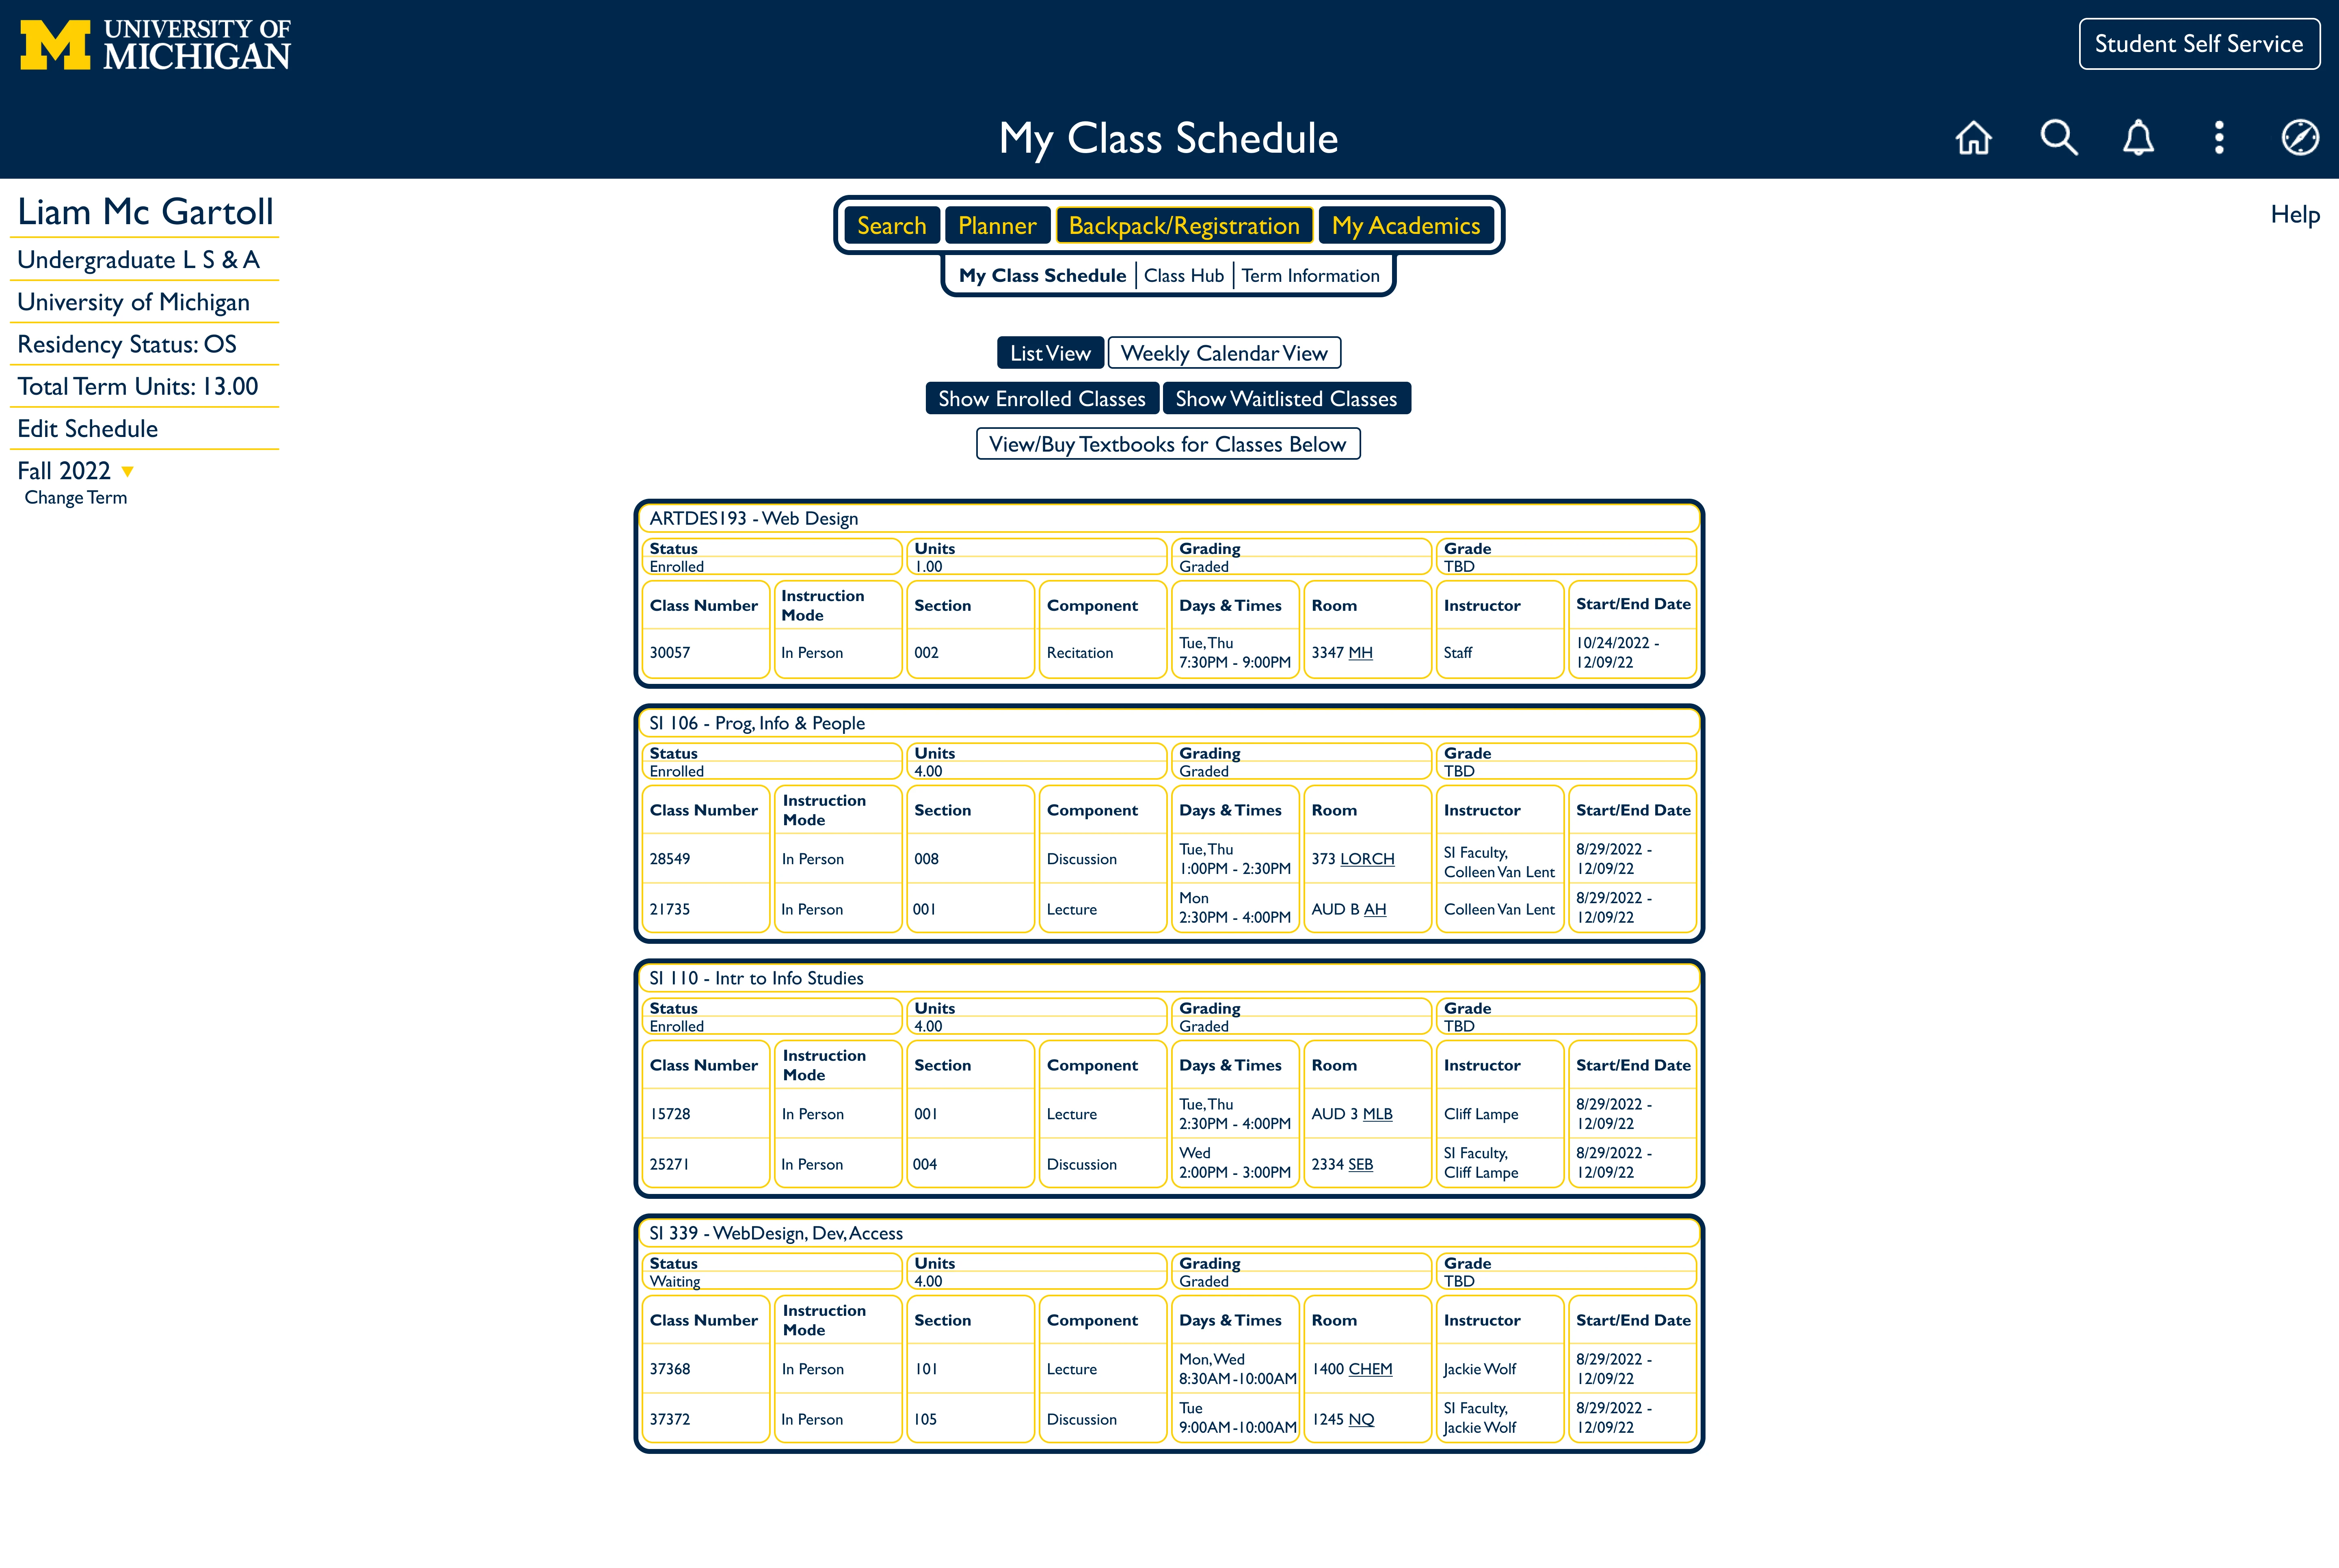 UNIVERSITY OF
MICHIGAN
Student Self Service
My Class Schedule
Liam Mc Gartoll
Undergraduate L S & A
University of Michigan
Residency Status: OS
Total Term Units: 13.00
Edit Schedule
Fall 2022
Change Term
Search Planner Backpack/Registration My Academics
My Class Schedule Class Hub Term Information
Help
List View Weekly Calendar View
Show Enrolled Classes Show Waitlisted Classes
View/Buy Textbooks for Classes Below
ARTDES193 - Web Design
Status Units Grading Grade
Enrolled 1.00 Graded TBD
Class Number Instruction Mode Section Component Days & Times Room Instructor Start/End Date
30057 In Person 002 Recitation Tue, Thu 7:30PM - 9:00PM 3347 MH Staff 10/24/2022 - 12/09/22
SI 106 - Prog, Info & People
Status Units Grading Grade
Enrolled 4.00 Graded TBD
Class Number Instruction Mode Section Component Days & Times Room Instructor Start/End Date
28549 In Person 008 Discussion Tue, Thu 1:00PM - 2:30PM 373 LORCH SI Faculty, Colleen Van Lent 8/29/2022 - 12/09/22
21735 In Person 001 Lecture Mon 2:30PM - 4:00PM AUD B AH Colleen Van Lent 8/29/2022 - 12/09/22
SI 110 - Intr to Info Studies
Status Units Grading Grade
Enrolled 4.00 Graded TBD
Class Number Instruction Mode Section Component Days & Times Room Instructor Start/End Date
15728 In Person 001 Lecture Tue, Thu 2:30PM - 4:00PM AUD 3 MLB Cliff Lampe 8/29/2022 - 12/09/22
25271 In Person 004 Discussion Wed 2:00PM - 3:00PM 2334 SEB SI Faculty, Cliff Lampe 8/29/2022 - 12/09/22
SI 339 - WebDesign, Dev, Access
Status Units Grading Grade
Waiting 4.00 Graded TBD
Class Number Instruction Mode Section Component Days & Times Room Instructor Start/End Date
37368 In Person 101 Lecture Mon, Wed 8:30AM -10:00AM 1400 CHEM Jackie Wolf 8/29/2022 - 12/09/22
37372 In Person 105 Discussion Tue 9:00AM -10:00AM 1245 NQ SI Faculty, Jackie Wolf 8/29/2022 - 12/09/22